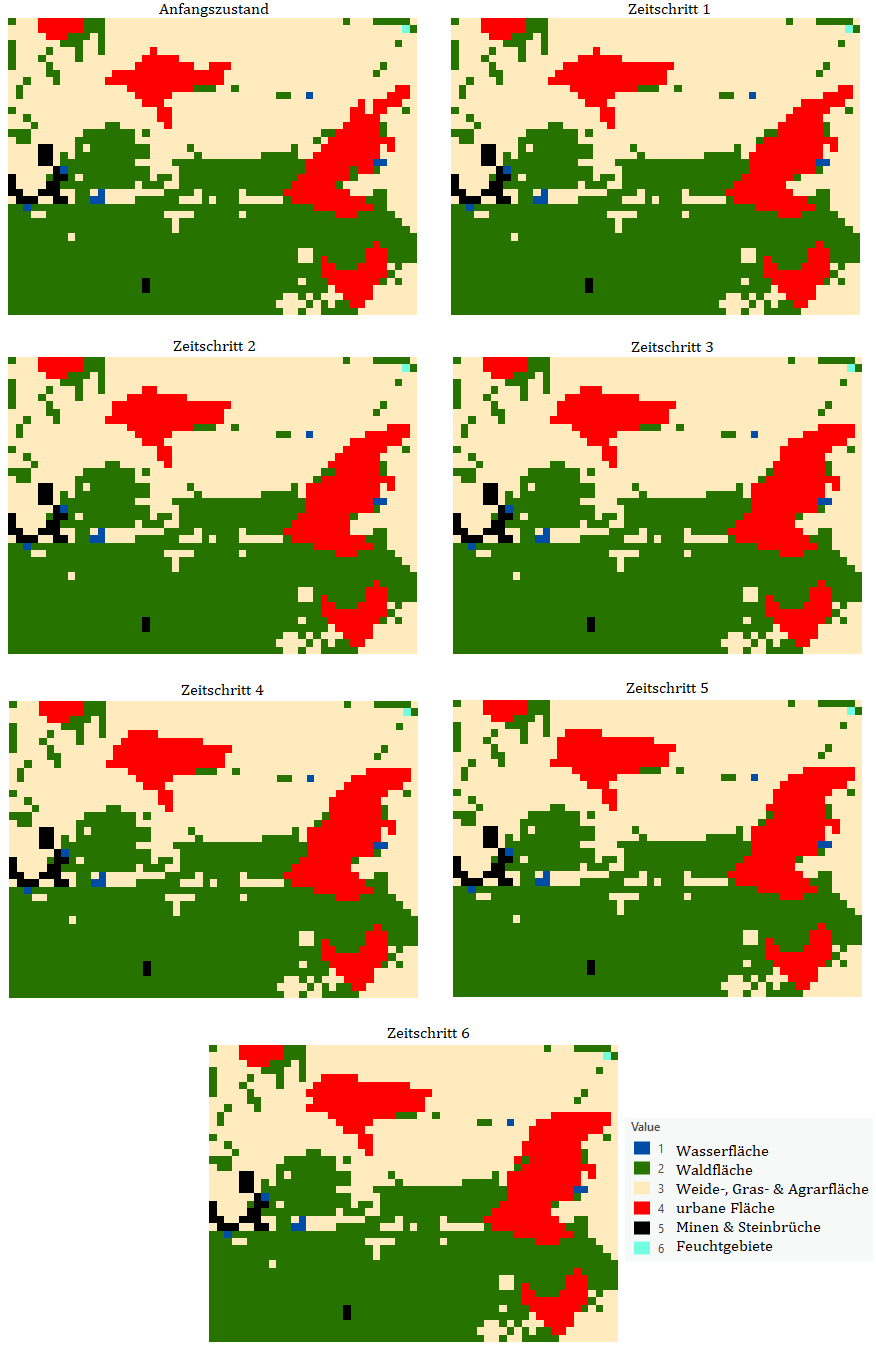 Anfangszustand
Zeitschritt 1
Zeitschritt 2
Zeitschritt 3
Zeitschritt 4
Zeitschritt 5
Zeitschritt 6
Value
1 Wasserfläche
2 Waldfläche
3 Weide-, Gras- & Agrarfläche
4 urbane Fläche
5 Minen & Steinbrüche
6 Feuchtgebiete